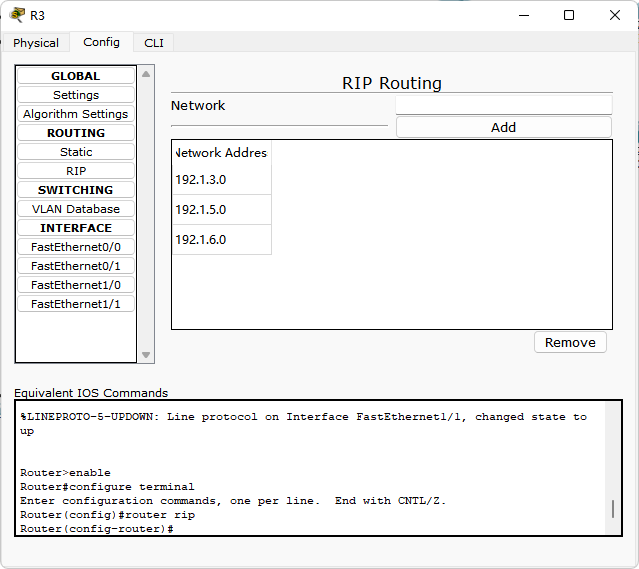 R3
Physical
Config
CLI
GLOBAL
Settings
Algorithm Settings
ROUTING
Static
RIP
SWITCHING
VLAN Database
INTERFACE
FastEthernet0/0
FastEthernet0/1
FastEthernet1/0
FastEthernet1/1
RIP Routing
Network
Add
Network Addres
192.1.3.0
192.1.5.0
192.1.6.0
Remove
Equivalent IOS Commands
%LINEPROTO-5-UPDOWN: Line protocol on Interface FastEthernet1/1, changed state to
up
Router>enable
Router#configure terminal
Enter configuration commands, one per line.  End with CNTL/Z.
Router(config)#router rip
Router(config-router)#